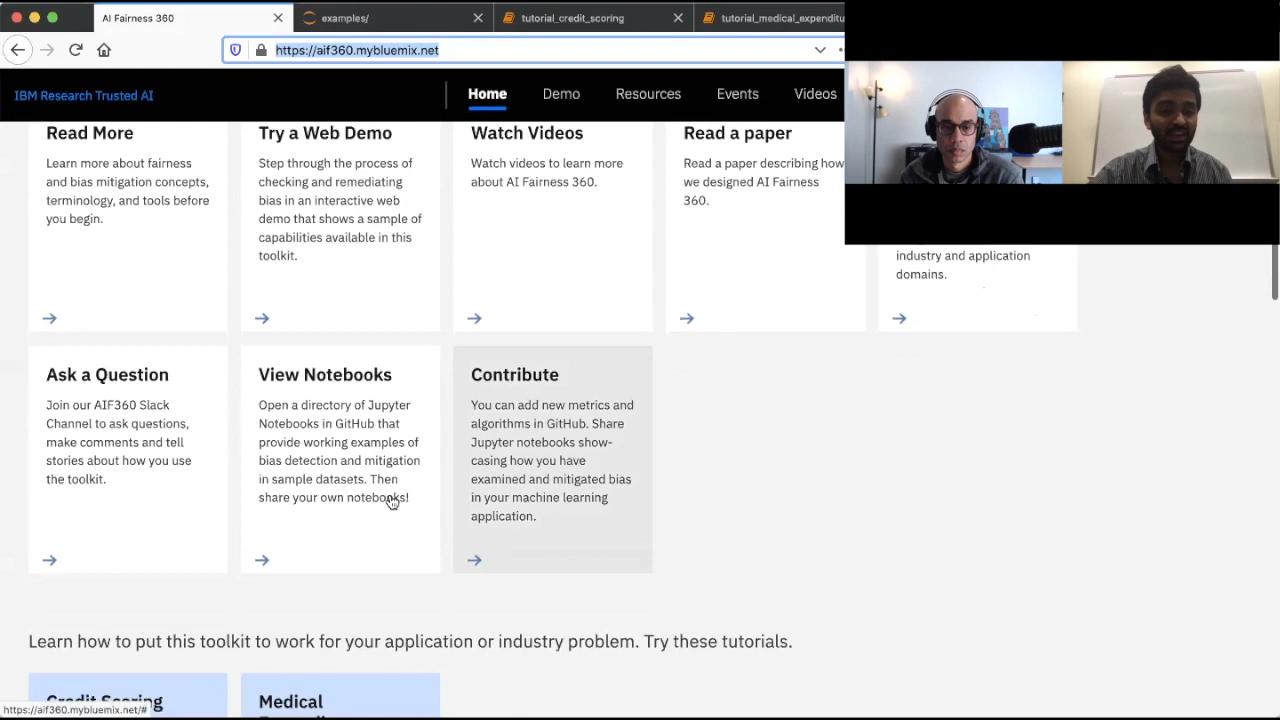 AI Fairness 360
examples/
tutorial_credit_scoring
tutorial_medical_expenditu
https://aif360.mybluemix.net
IBM Research Trusted AI
Home
Demo
Resources
Events
Videos
Read More
Learn more about fairness
and bias mitigation concepts,
terminology, and tools before
you begin.
Try a Web Demo
Step through the process of
checking and remediating
bias in an interactive web
demo that shows a sample of
capabilities available in this
toolkit.
Watch Videos
Watch videos to learn more
about AI Fairness 360.
Read a paper
Read a paper describing how
we designed AI Fairness
360.
industry and application
domains.
Ask a Question
Join our AIF360 Slack
Channel to ask questions,
make comments and tell
stories about how you use
the toolkit.
View Notebooks
Open a directory of Jupyter
Notebooks in GitHub that
provide working examples of
bias detection and mitigation
in sample datasets. Then
share your own notebooks!
Contribute
You can add new metrics and
algorithms in GitHub. Share
Jupyter notebooks show-
casing how you have
examined and mitigated bias
in your machine learning
application.
Learn how to put this toolkit to work for your application or industry problem. Try these tutorials.
Credit Scoring
Medical
https://aif360.mybluemix.net/#